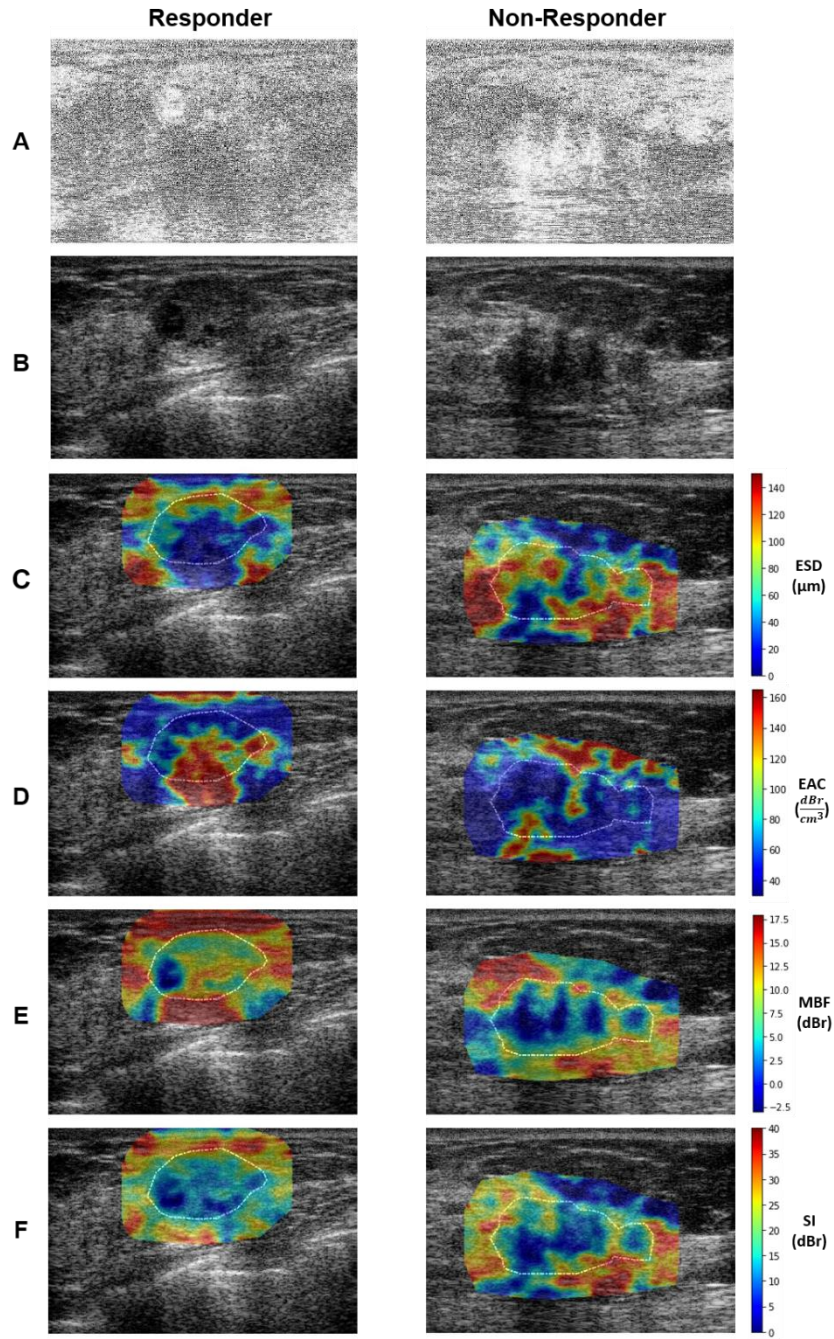 Responder Non-Responder
A
B
C
140
120
100
80
60
40
20
0
ESD
(μm)
D
160
140
120
100
80
60
40
EAC
(dBr/cm³)
E
17.5
15.0
12.5
10.0
7.5
5.0
2.5
0.0
−2.5
MBF
(dBr)
F
40
35
30
25
20
15
10
5
0
SI
(dBr)